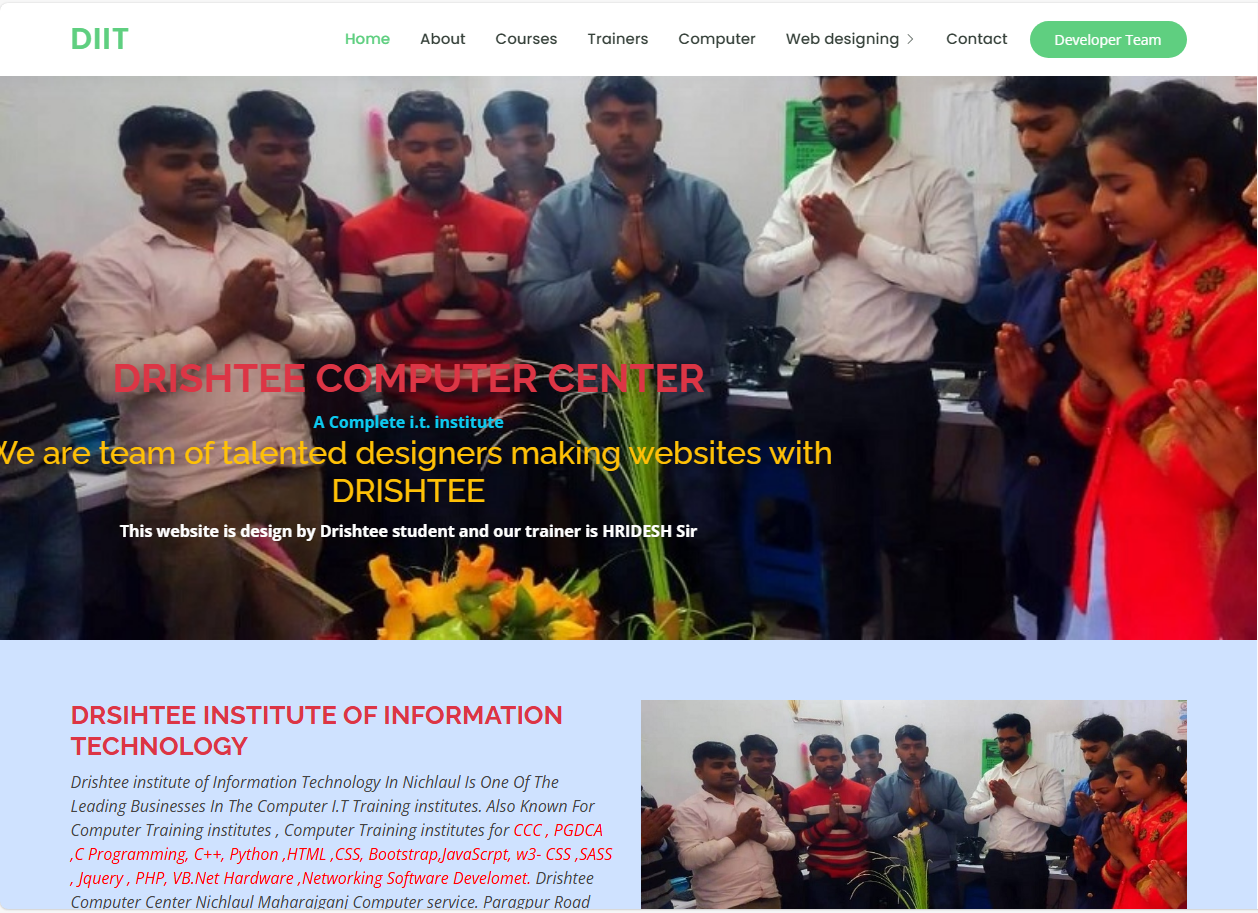 DIIT
Home About Courses Trainers Computer Web designing Contact Developer Team
DRISHTEE COMPUTER CENTER
A Complete i.t. institute
We are team of talented designers making websites with
DRISHTEE
This website is design by Drishtee student and our trainer is HRIDESH Sir
DRSIHTEE INSTITUTE OF INFORMATION
TECHNOLOGY
Drishtee institute of Information Technology In Nichlaul Is One Of The
Leading Businesses In The Computer I.T Training institutes. Also Known For
Computer Training institutes , Computer Training institutes for CCC , PGDCA
,C Programming, C++, Python ,HTML ,CSS, Bootstrap,JavaScrpt, w3- CSS ,SASS
, Jquery , PHP, VB.Net Hardware ,Networking Software Develomet. Drishtee
Computer Center Nichlaul Maharajganj Computer service. Paragpur Road